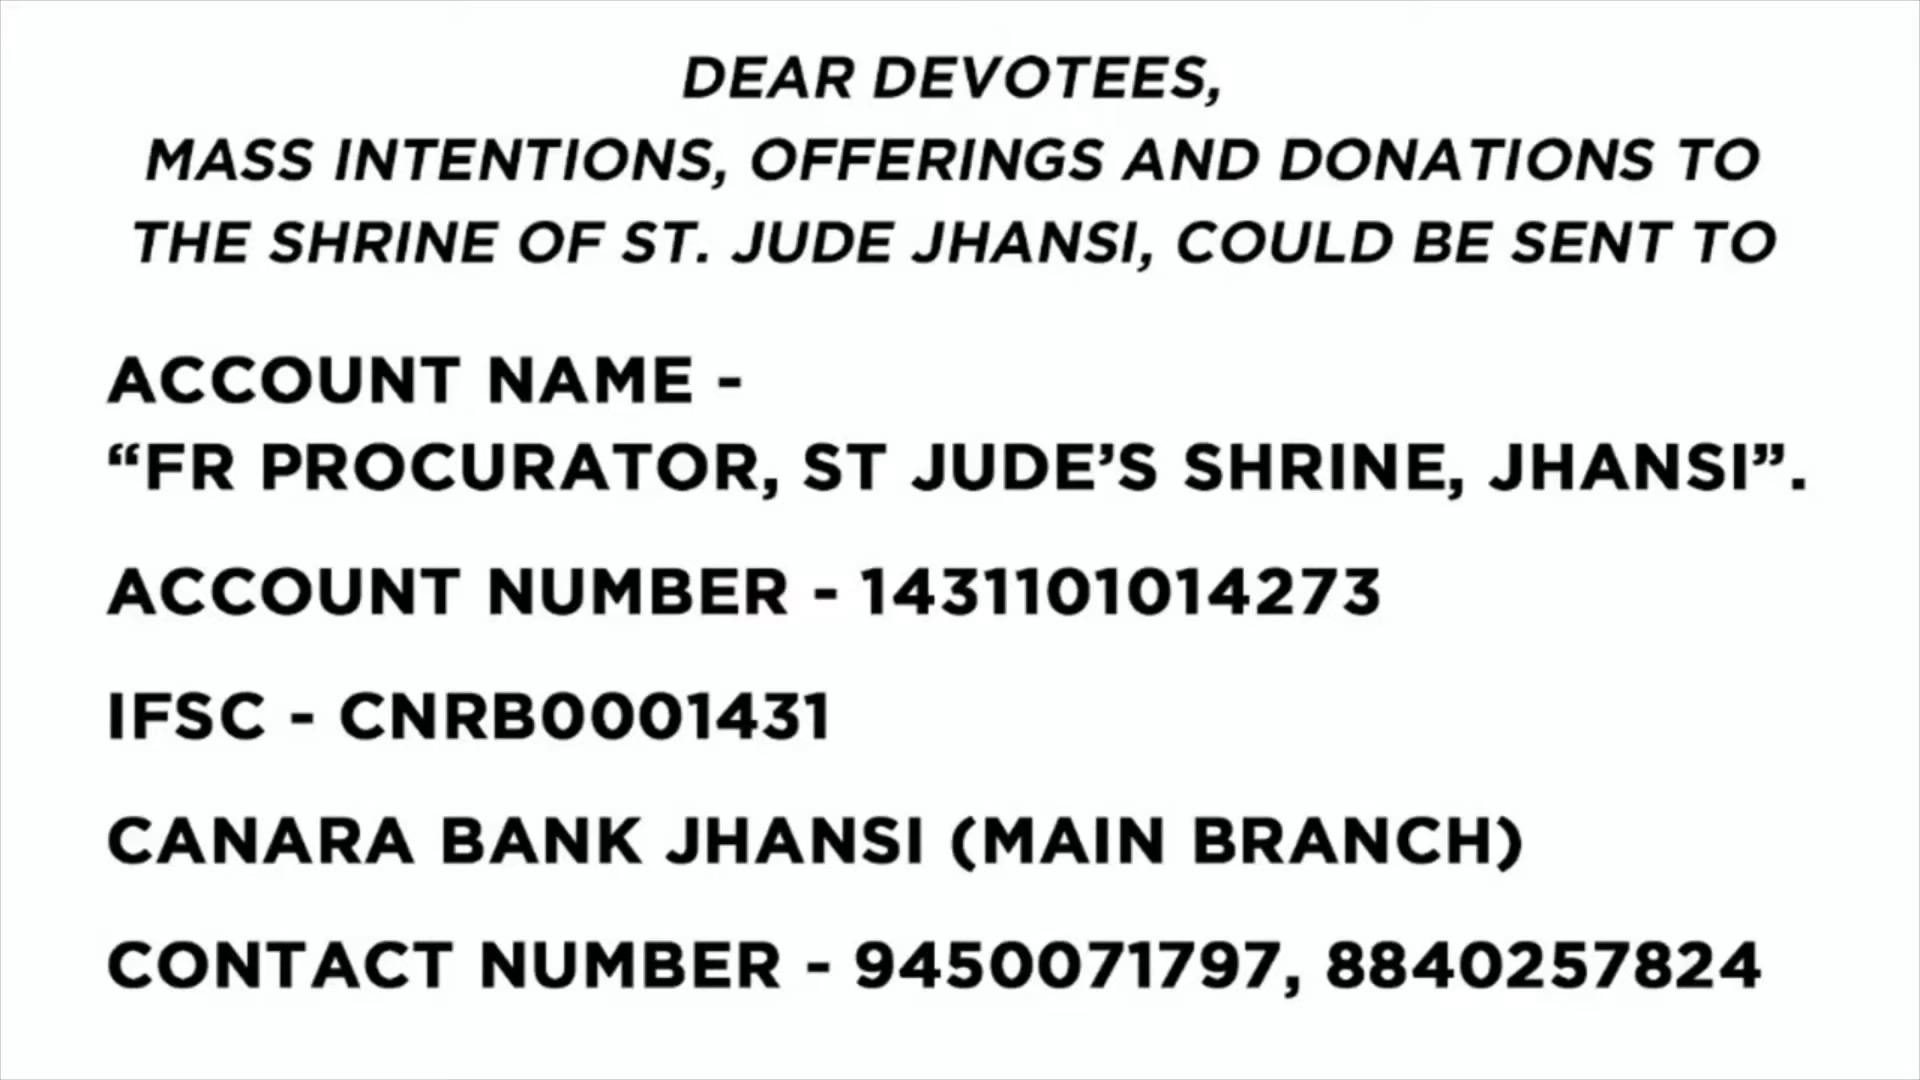 DEAR DEVOTEES,
MASS INTENTIONS, OFFERINGS AND DONATIONS TO
THE SHRINE OF ST. JUDE JHANSI, COULD BE SENT TO
ACCOUNT NAME -
“FR PROCURATOR, ST JUDE’S SHRINE, JHANSI”.
ACCOUNT NUMBER - 1431101014273
IFSC - CNRB0001431
CANARA BANK JHANSI (MAIN BRANCH)
CONTACT NUMBER - 9450071797, 8840257824